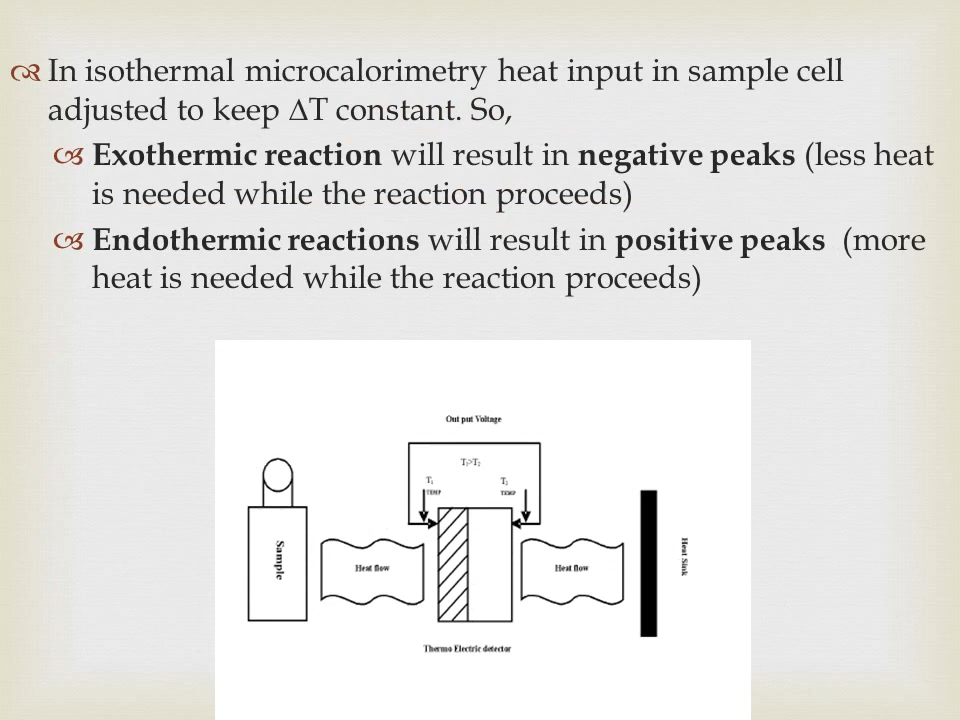 In isothermal microcalorimetry heat input in sample cell
adjusted to keep ΔT constant. So,
Exothermic reaction will result in negative peaks (less heat
is needed while the reaction proceeds)
Endothermic reactions will result in positive peaks (more
heat is needed while the reaction proceeds)
Out put Voltage
T₁>T₂
T₁
TEMP
T₂
TEMP
Sample
Heat flow
Heat flow
Heat Sink
Thermo Electric detector